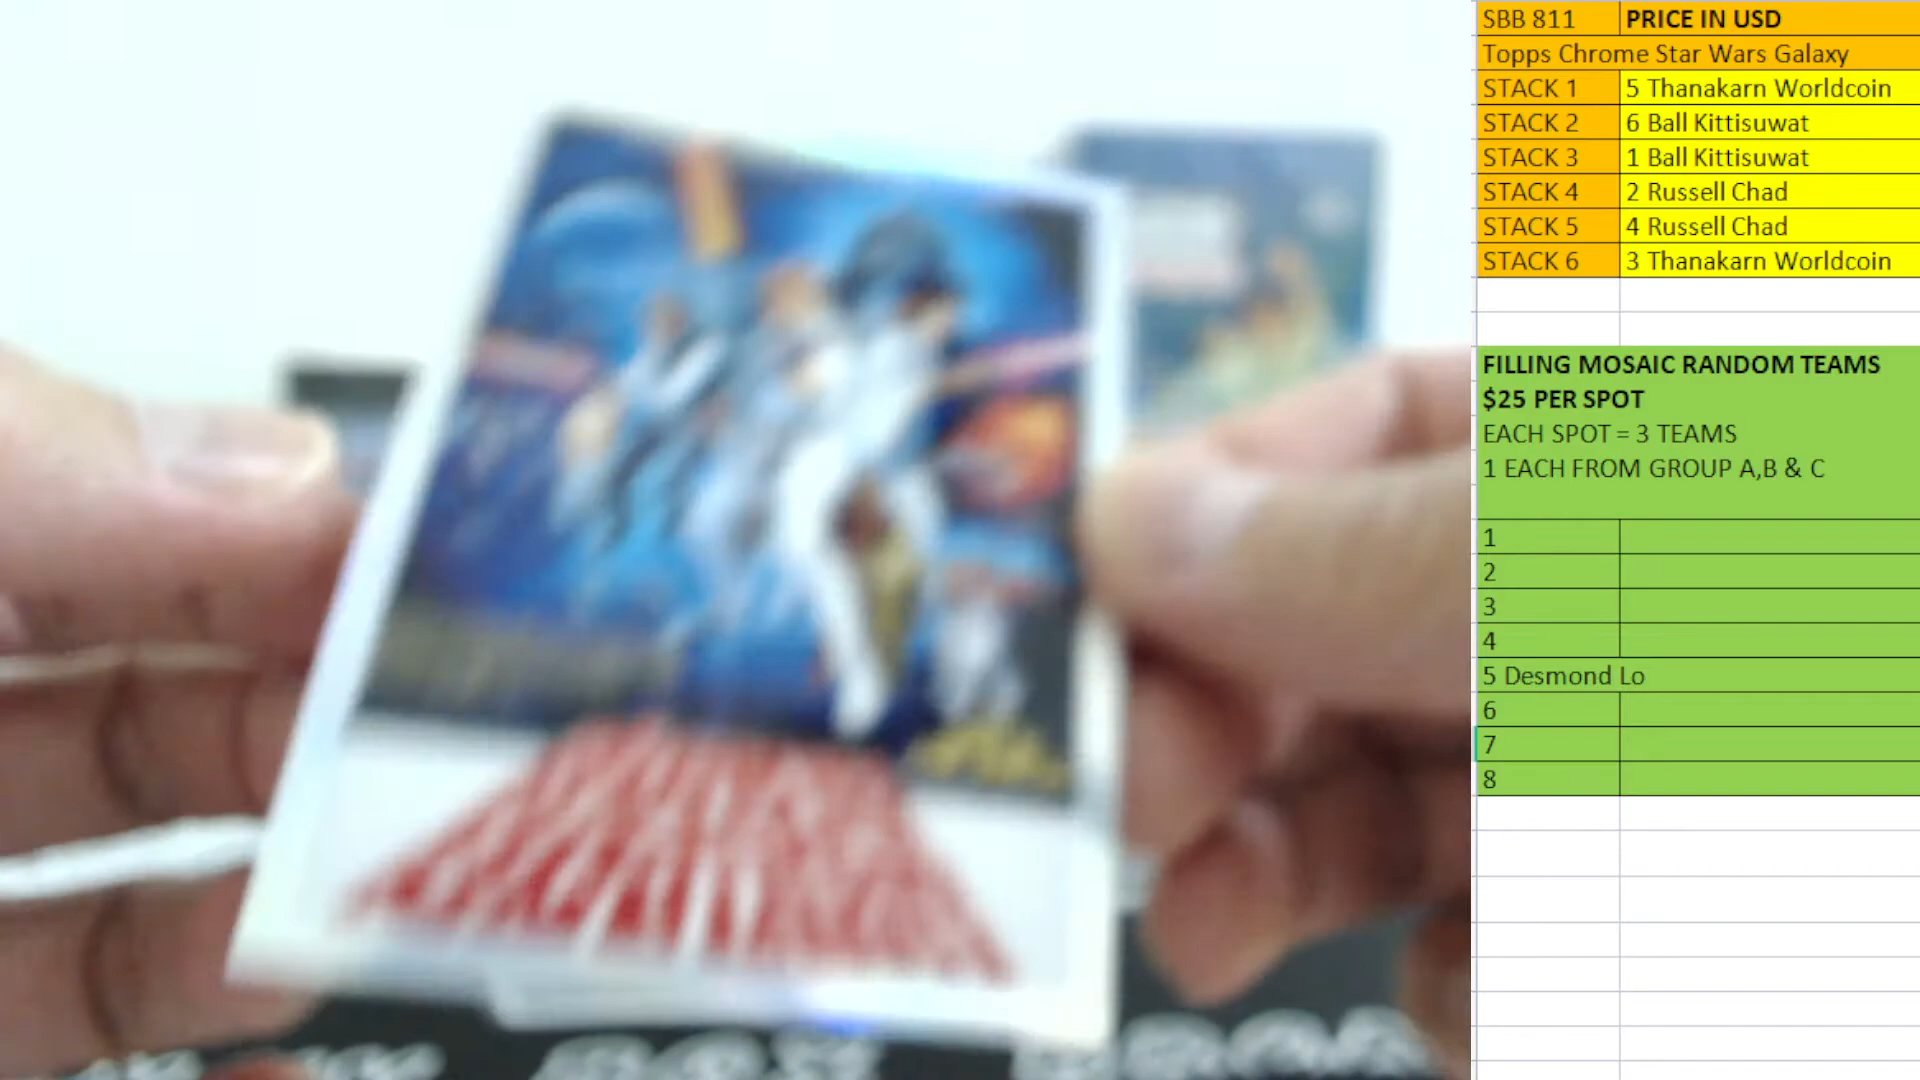 SBB 811 PRICE IN USD
Topps Chrome Star Wars Galaxy
STACK 1 5 Thanakarn Worldcoin
STACK 2 6 Ball Kittisuwat
STACK 3 1 Ball Kittisuwat
STACK 4 2 Russell Chad
STACK 5 4 Russell Chad
STACK 6 3 Thanakarn Worldcoin
FILLING MOSAIC RANDOM TEAMS
$25 PER SPOT
EACH SPOT = 3 TEAMS
1 EACH FROM GROUP A,B & C
1
2
3
4
5 Desmond Lo
6
7
8